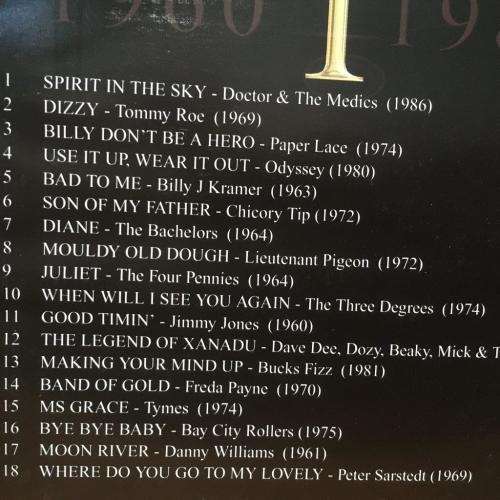 1960 1 198
1 SPIRIT IN THE SKY - Doctor & The Medics (1986)
2 DIZZY - Tommy Roe (1969)
3 BILLY DON'T BE A HERO - Paper Lace (1974)
4 USE IT UP, WEAR IT OUT - Odyssey (1980)
5 BAD TO ME - Billy J Kramer (1963)
6 SON OF MY FATHER - Chicory Tip (1972)
7 DIANE - The Bachelors (1964)
8 MOULDY OLD DOUGH - Lieutenant Pigeon (1972)
9 JULIET - The Four Pennies (1964)
10 WHEN WILL I SEE YOU AGAIN - The Three Degrees (1974)
11 GOOD TIMIN' - Jimmy Jones (1960)
12 THE LEGEND OF XANADU - Dave Dee, Dozy, Beaky, Mick & T
13 MAKING YOUR MIND UP - Bucks Fizz (1981)
14 BAND OF GOLD - Freda Payne (1970)
15 MS GRACE - Tymes (1974)
16 BYE BYE BABY - Bay City Rollers (1975)
17 MOON RIVER - Danny Williams (1961)
18 WHERE DO YOU GO TO MY LOVELY - Peter Sarstedt (1969)